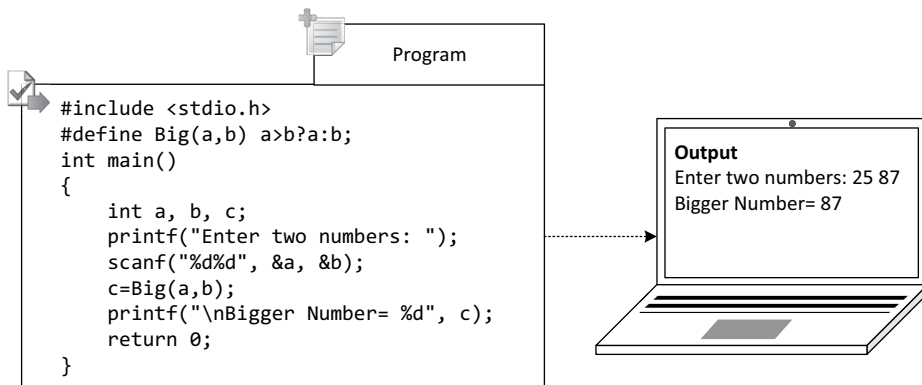 Program
#include <stdio.h>
#define Big(a,b) a>b?a:b;
int main()
{
    int a, b, c;
    printf("Enter two numbers: ");
    scanf("%d%d", &a, &b);
    c=Big(a,b);
    printf("\nBigger Number= %d", c);
    return 0;
}
Output
Enter two numbers: 25 87
Bigger Number= 87